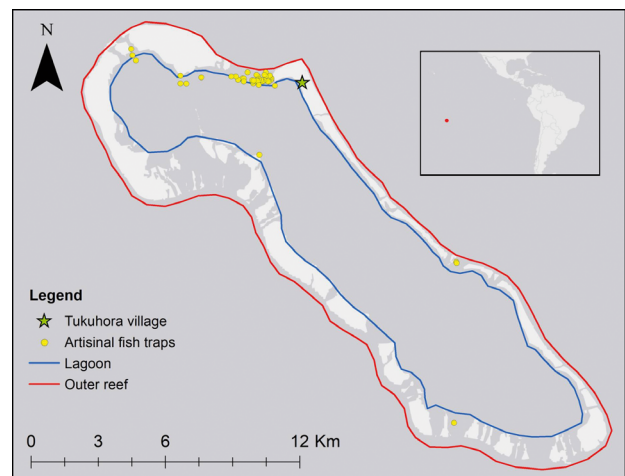 N
Legend
Tukuhora village
Artisinal fish traps
Lagoon
Outer reef
0 3 6 12 Km